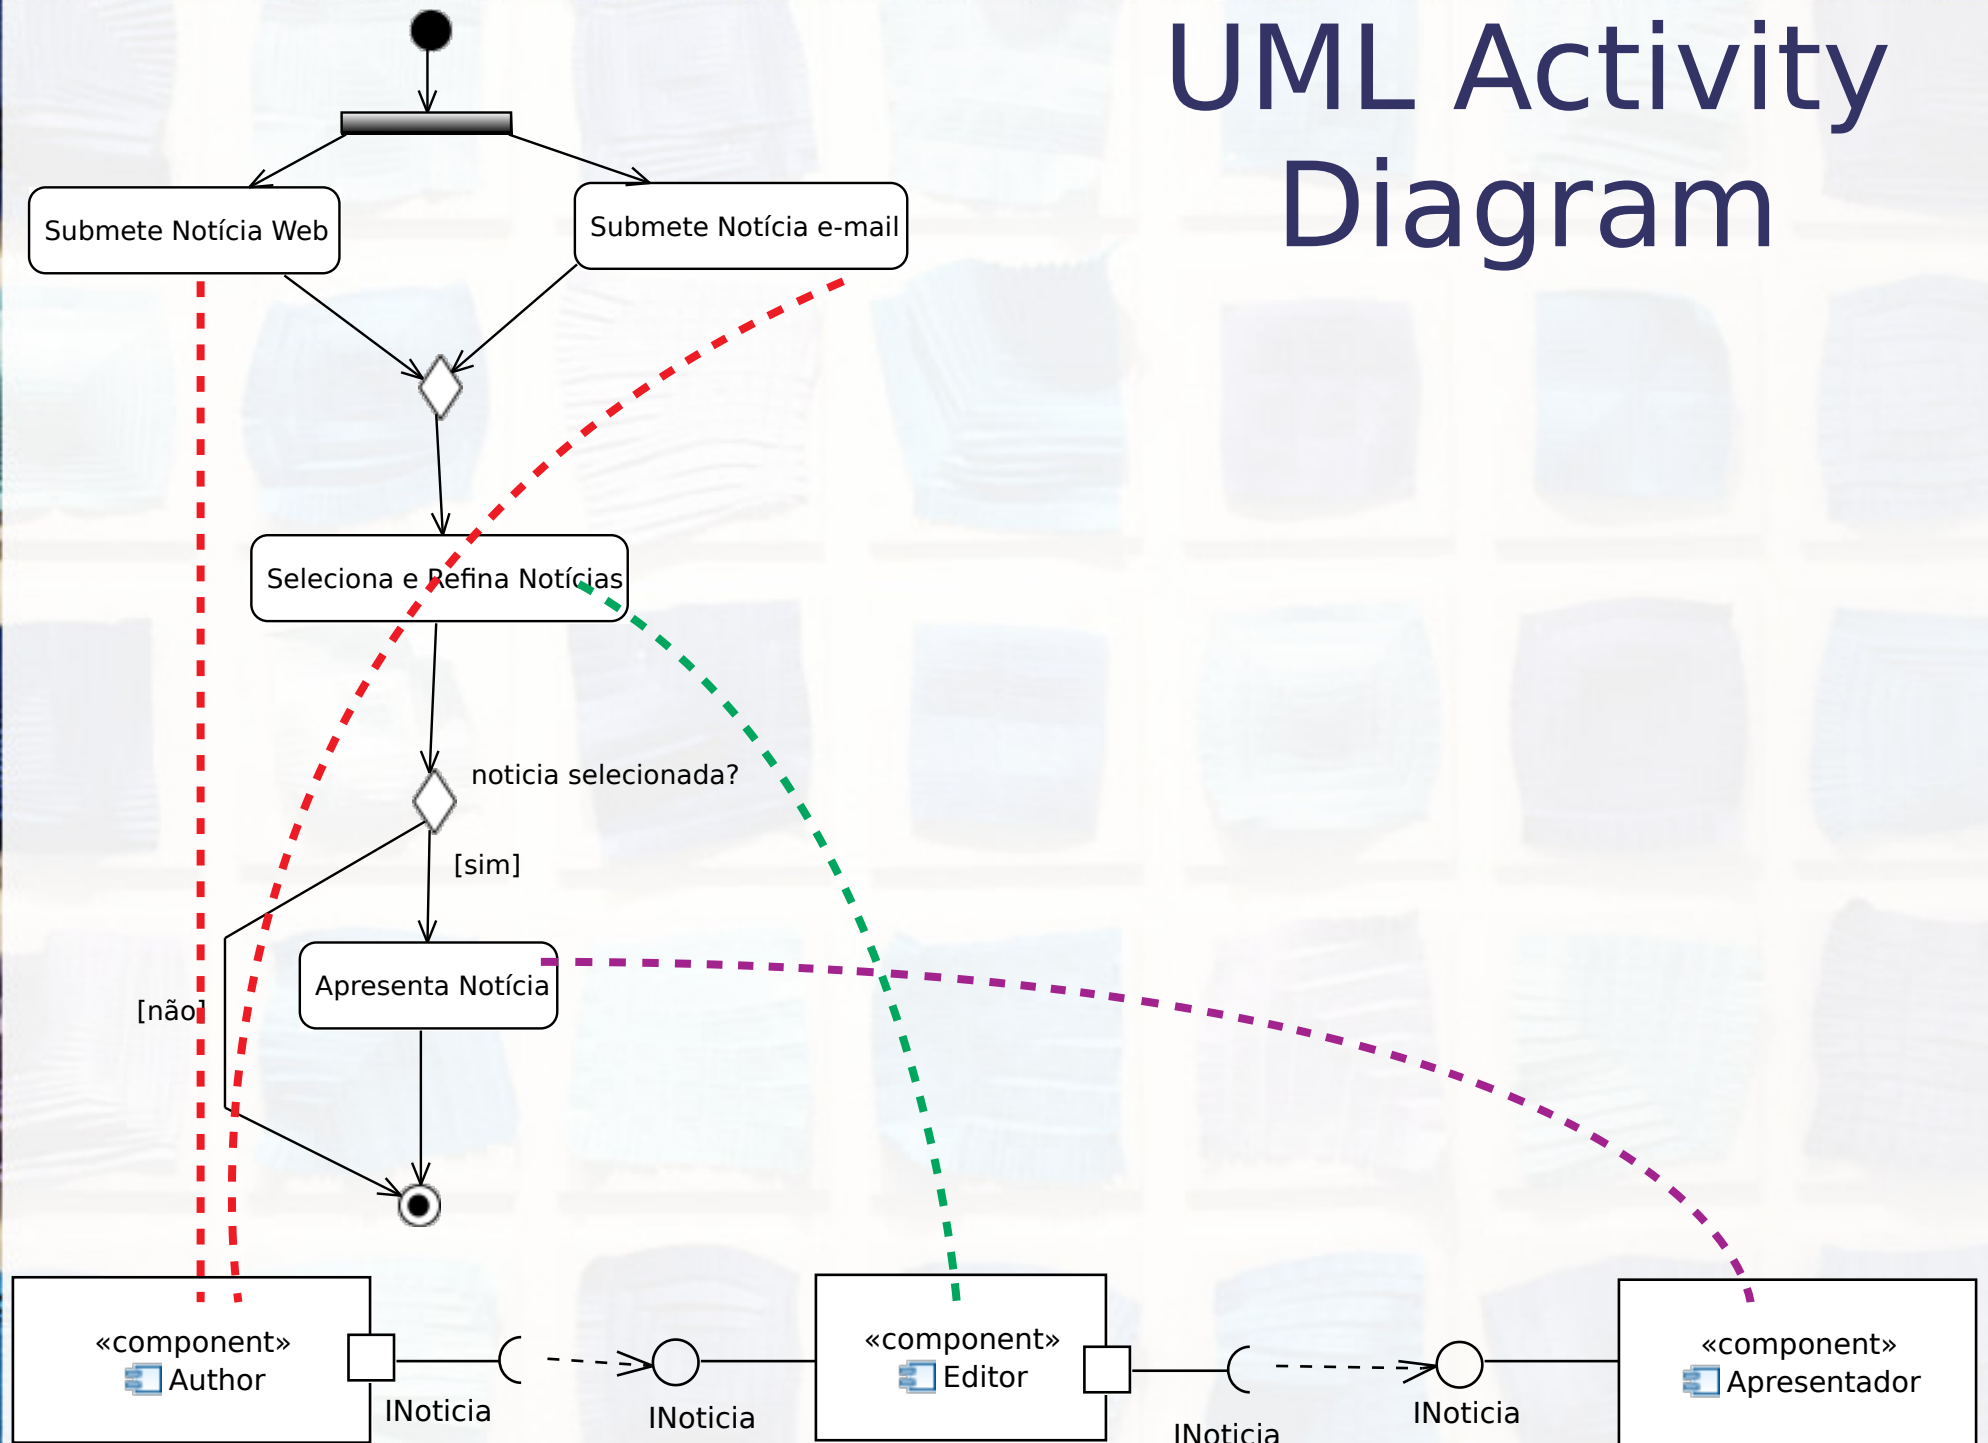 UML Activity
Diagram
Submete Notícia Web
Submete Notícia e-mail
Seleciona e Refina Notícias
noticia selecionada?
[sim]
Apresenta Notícia
[não]
«component»
Author
INoticia
INoticia
«component»
Editor
INoticia
INoticia
«component»
Apresentador